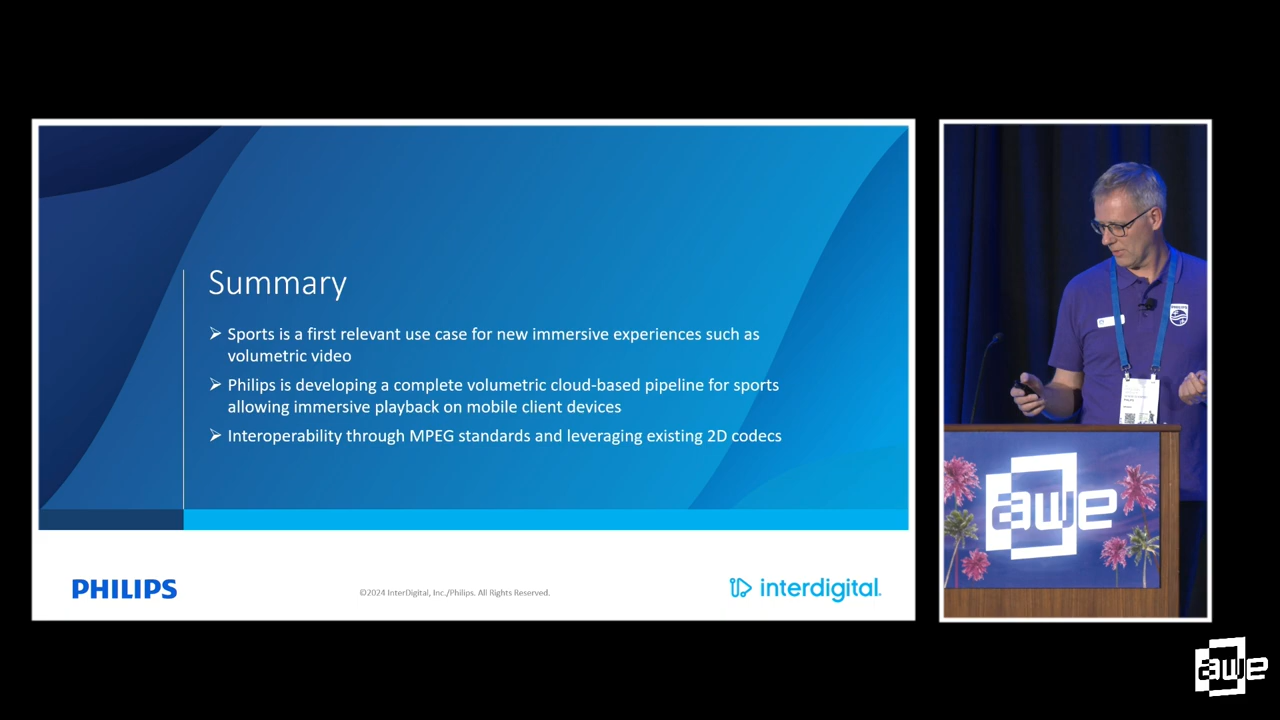 Summary
➢ Sports is a first relevant use case for new immersive experiences such as
volumetric video
➢ Philips is developing a complete volumetric cloud-based pipeline for sports
allowing immersive playback on mobile client devices
➢ Interoperability through MPEG standards and leveraging existing 2D codecs
PHILIPS
©2024 InterDigital, Inc./Philips. All Rights Reserved.
interdigital
PHILIPS
awe
awe